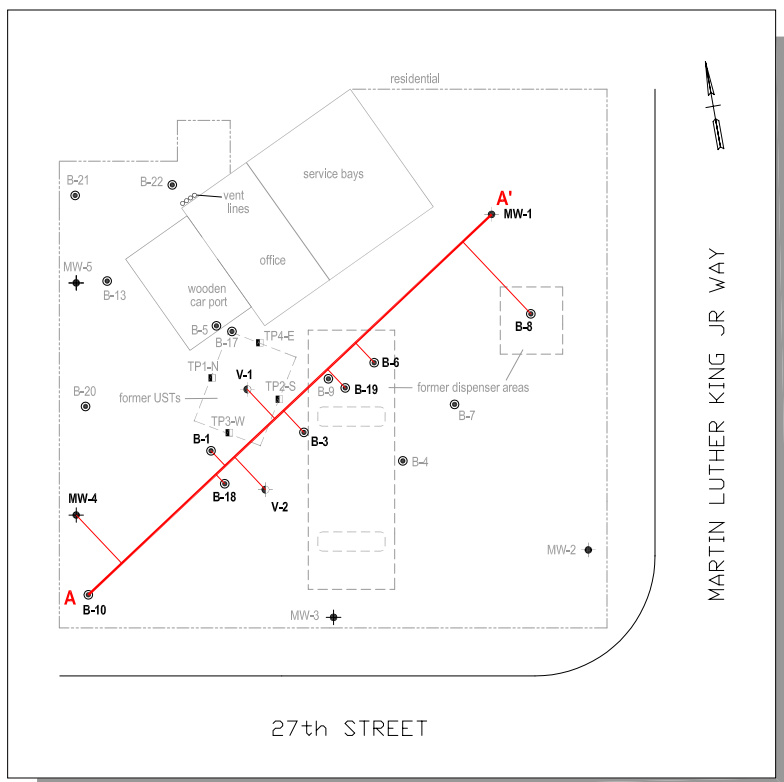 residential
B-21
B-22
vent
lines
service bays
A'
MW-1
office
MW-5
B-13
wooden
car port
B-8
B-5
B-17
TP4-E
TP1-N
V-1
B-6
B-9
B-19
former dispenser areas
former USTs
TP2-S
B-20
B-7
TP3-W
B-1
B-3
B-4
B-18
V-2
MW-4
MW-2
A
B-10
MW-3
MARTIN LUTHER KING JR WAY
27th STREET